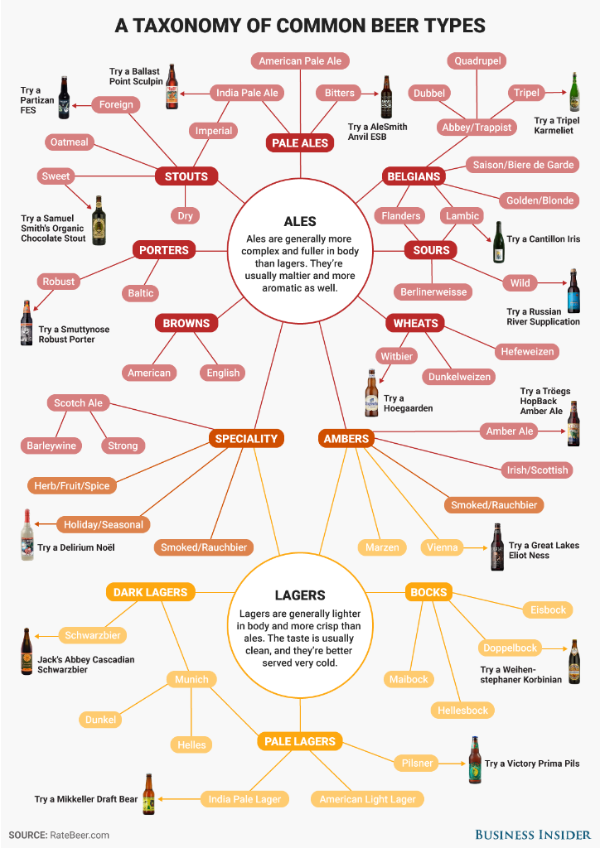 A TAXONOMY OF COMMON BEER TYPES
American Pale Ale
Quadrupel
Try a Ballast
Point Sculpin
India Pale Ale
Bitters
Dubbel
Tripel
Try a
Partizan
FES
Foreign
Imperial
Try a AleSmith
Anvil ESB
Abbey/Trappist
Try a Tripel
Karmeliet
Oatmeal
PALE ALES
Saison/Biere de Garde
Sweet
STOUTS
BELGIANS
Golden/Blonde
Try a Samuel
Smith's Organic
Chocolate Stout
Dry
Flanders
Lambic
ALES
Ales are generally more
complex and fuller in body
than lagers. They're
usually maltier and more
aromatic as well.
Try a Cantillon Iris
PORTERS
SOURS
Robust
Baltic
Berlinerweisse
Wild
Try a Smuttynose
Robust Porter
Try a Russian
River Supplication
BROWNS
WHEATS
American
English
Witbier
Dunkelweizen
Hefeweizen
Try a
Hoegaarden
Try a Tröegs
HopBack
Amber Ale
Scotch Ale
Barleywine
Strong
SPECIALITY
AMBERS
Amber Ale
Irish/Scottish
Herb/Fruit/Spice
Smoked/Rauchbier
Holiday/Seasonal
Try a Delirium Noël
Smoked/Rauchbier
Marzen
Vienna
Try a Great Lakes
Eliot Ness
DARK LAGERS
LAGERS
Lagers are generally lighter
in body and more crisp than
ales. The taste is usually
clean, and they're better
served very cold.
BOCKS
Eisbock
Schwarzbier
Doppelbock
Jack's Abbey Cascadian
Schwarzbier
Try a Weihen-
stephaner Korbinian
Munich
Maibock
Hellesbock
Dunkel
Helles
PALE LAGERS
Pilsner
Try a Victory Prima Pils
Try a Mikkeller Draft Bear
India Pale Lager
American Light Lager
SOURCE: RateBeer.com
BUSINESS INSIDER